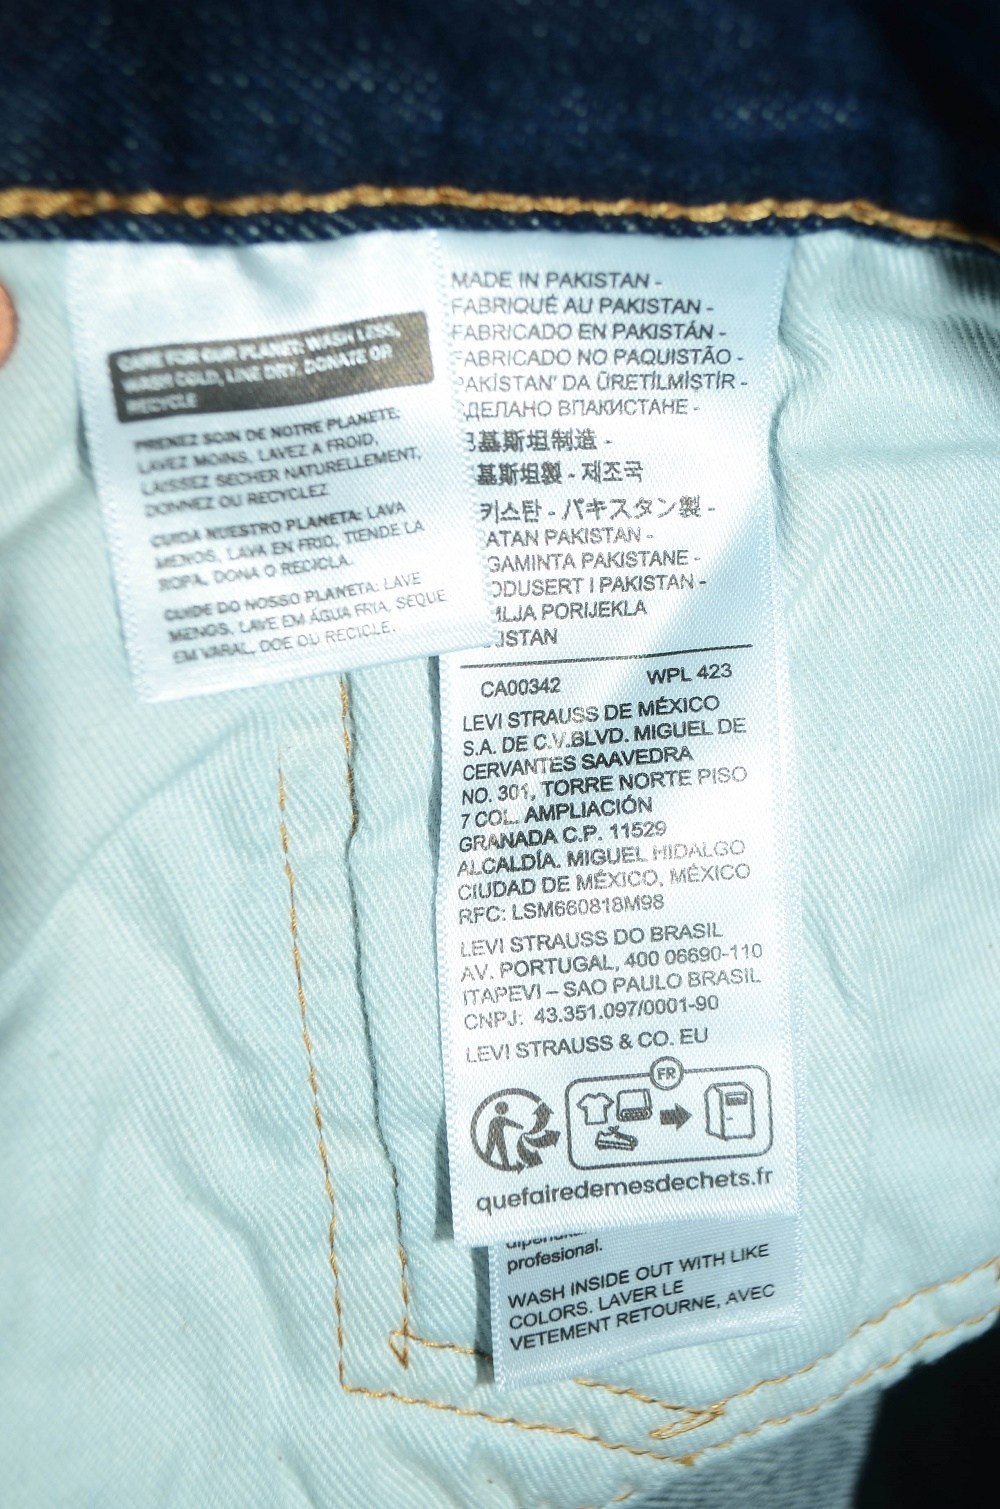 CARE FOR OUR PLANET: WASH LESS,
WASH COLD, LINE DRY, DONATE OR
RECYCLE
PRENEZ SOIN DE NOTRE PLANETE:
LAVEZ MOINS, LAVEZ A FROID,
LAISSEZ SECHER NATURELLEMENT,
DONNEZ OU RECYCLEZ
CUIDA NUESTRO PLANETA: LAVA
MENOS, LAVA EN FRIO, TIENDE LA
ROPA, DONA O RECICLA.
CUIDE DO NOSSO PLANETA: LAVE
MENOS, LAVE EM ÁGUA FRIA, SEQUE
EM VARAL, DOE OU RECICLE.
MADE IN PAKISTAN -
FABRIQUÉ AU PAKISTAN -
FABRICADO EN PAKISTÁN -
FABRICADO NO PAQUISTÃO -
PAKİSTAN' DA ÜRETİLMİŞTİR -
СДЕЛАНО ВПАКИСТАНЕ -
巴基斯坦制造 -
基斯坦製 - 제조국
키스탄 - パキスタン製 -
ATAN PAKISTAN -
GAMINTA PAKISTANE -
ODUSERT I PAKISTAN -
MLJA PORIJEKLA
ISTAN
CA00342 WPL 423
LEVI STRAUSS DE MÉXICO
S.A. DE C.V.BLVD. MIGUEL DE
CERVANTES SAAVEDRA
NO. 301, TORRE NORTE PISO
7 COL. AMPLIACIÓN
GRANADA C.P. 11529
ALCALDÍA. MIGUEL HIDALGO
CIUDAD DE MÉXICO, MÉXICO
RFC: LSM660818M98
LEVI STRAUSS DO BRASIL
AV. PORTUGAL, 400 06690-110
ITAPEVI – SAO PAULO BRASIL
CNPJ: 43.351.097/0001-90
LEVI STRAUSS & CO. EU
FR
quefairedemesdechets.fr
profesional.
WASH INSIDE OUT WITH LIKE
COLORS. LAVER LE
VETEMENT RETOURNE, AVEC